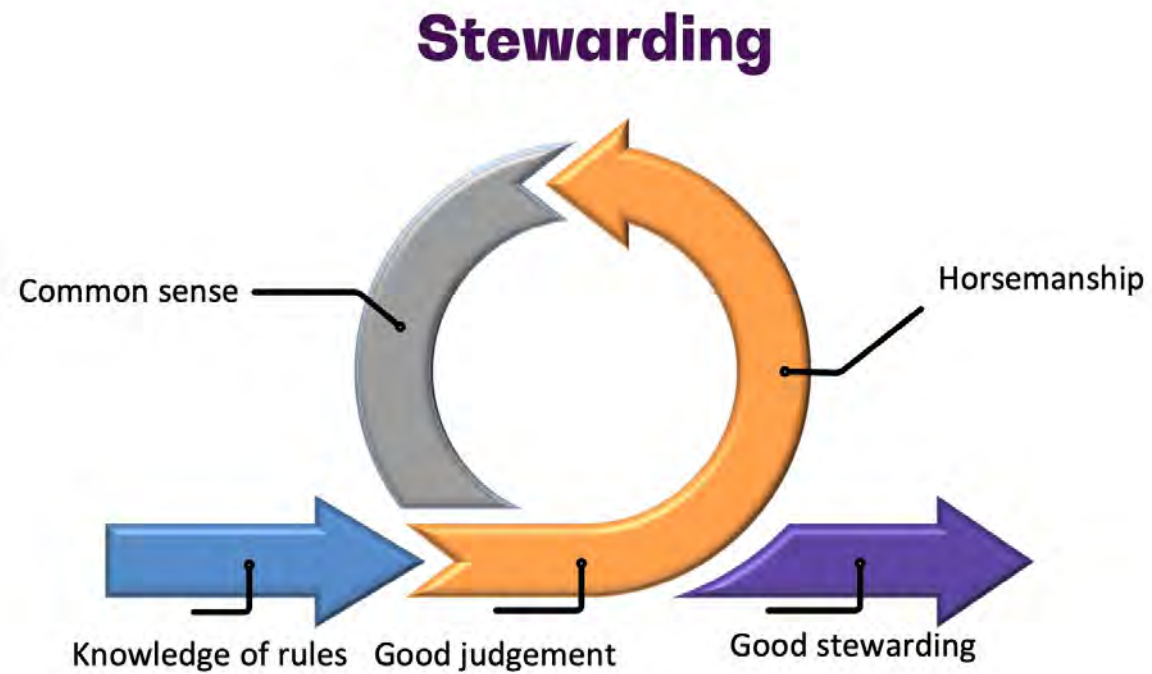 Stewarding
Common sense
Horsemanship
Knowledge of rules
Good judgement
Good stewarding